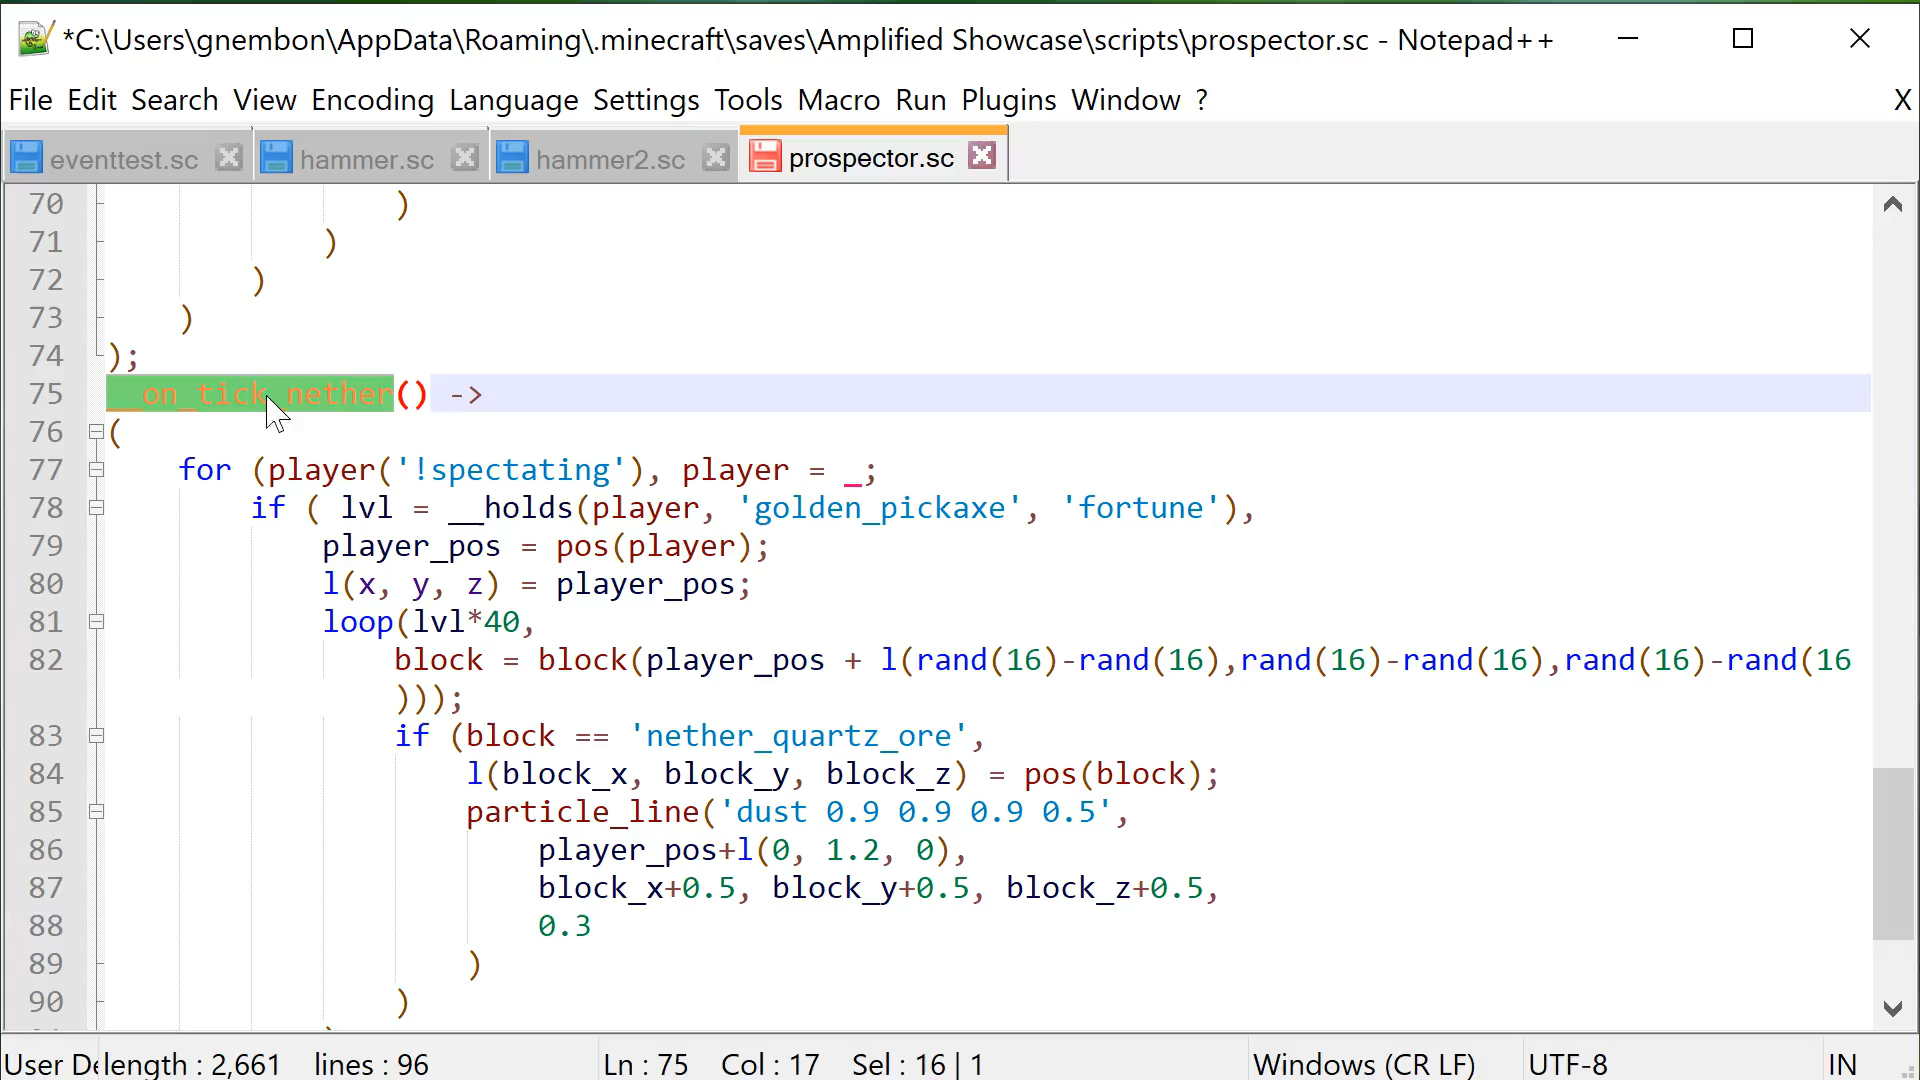 *C:\Users\gnembon\AppData\Roaming\.minecraft\saves\Amplified Showcase\scripts\prospector.sc - Notepad++
File Edit Search View Encoding Language Settings Tools Macro Run Plugins Window ? X
eventtest.sc hammer.sc hammer2.sc prospector.sc
70 )
71 )
72 )
73 )
74 );
75 __on_tick_nether() ->
76 (
77 for (player('!spectating'), player = _;
78 if ( lvl = __holds(player, 'golden_pickaxe', 'fortune'),
79 player_pos = pos(player);
80 l(x, y, z) = player_pos;
81 loop(lvl*40,
82 block = block(player_pos + l(rand(16)-rand(16),rand(16)-rand(16),rand(16)-rand(16
)));
83 if (block == 'nether_quartz_ore',
84 l(block_x, block_y, block_z) = pos(block);
85 particle_line('dust 0.9 0.9 0.9 0.5',
86 player_pos+l(0, 1.2, 0),
87 block_x+0.5, block_y+0.5, block_z+0.5,
88 0.3
89 )
90 )
User De length : 2,661 lines : 96 Ln : 75 Col : 17 Sel : 16 | 1 Windows (CR LF) UTF-8 IN